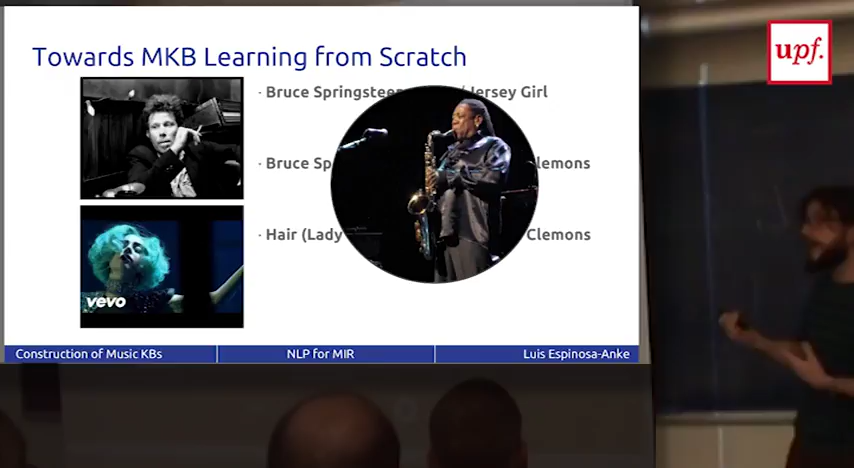 Towards MKB Learning from Scratch
· Bruce Springsteen /Jersey Girl
· Bruce Sp lemons
· Hair (Lady Clemons
vevo
Construction of Music KBs NLP for MIR Luis Espinosa-Anke
upf.